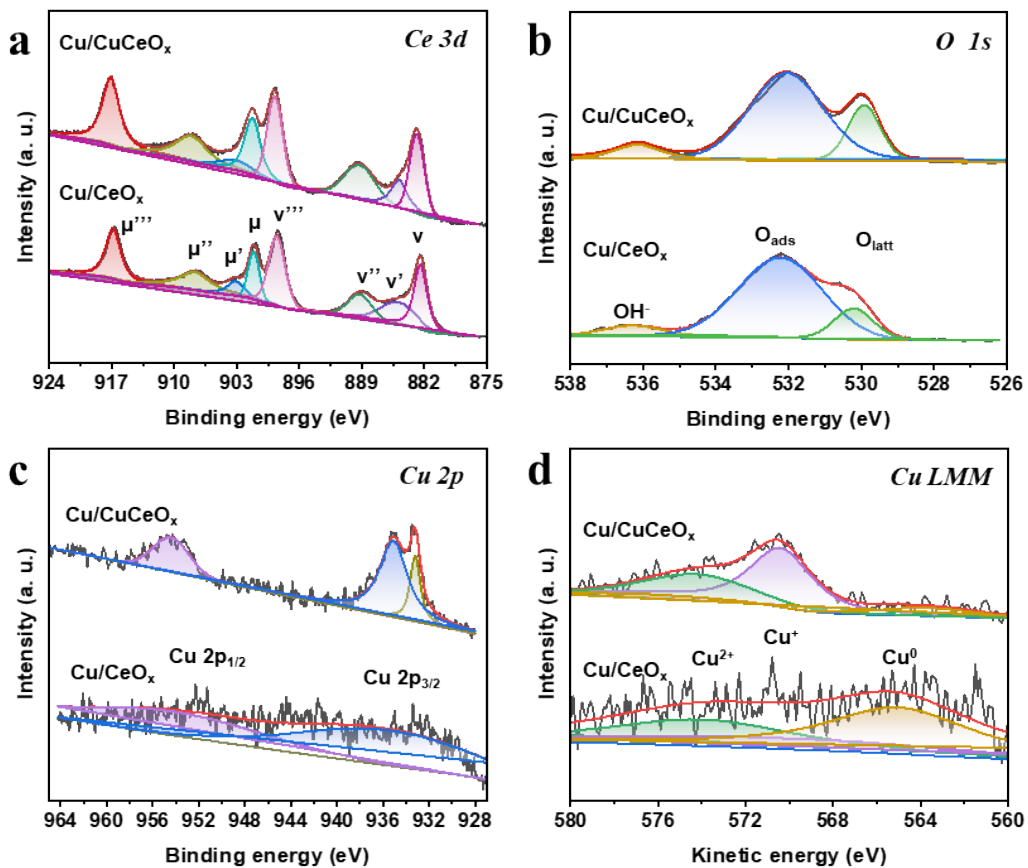 a
Ce 3d
Cu/CuCeOₓ
Cu/CeOₓ
μ''' μ'' μ' μ ν''' ν'' ν' ν
Intensity (a. u.)
924 917 910 903 896 889 882 875
Binding energy (eV)
b
O 1s
Cu/CuCeOₓ
Cu/CeOₓ
OH⁻ Oads Olatt
Intensity (a. u.)
538 536 534 532 530 528 526
Binding energy (eV)
c
Cu 2p
Cu/CuCeOₓ
Cu/CeOₓ
Cu 2p1/2
Cu 2p3/2
Intensity (a. u.)
964 960 956 952 948 944 940 936 932 928
Binding energy (eV)
d
Cu LMM
Cu/CuCeOₓ
Cu/CeOₓ
Cu²⁺ Cu⁺ Cu⁰
Intensity (a. u.)
580 576 572 568 564 560
Kinetic energy (eV)